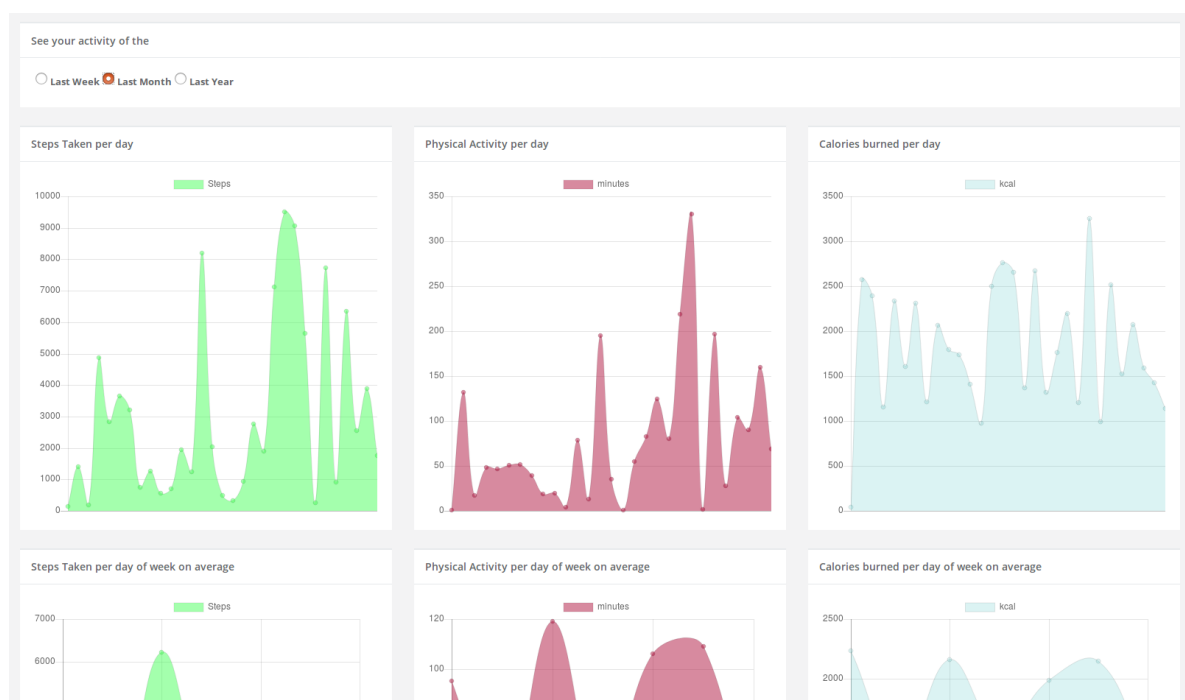 See your activity of the
Last Week Last Month Last Year
Steps Taken per day
Steps
10000
9000
8000
7000
6000
5000
4000
3000
2000
1000
0
Physical Activity per day
minutes
350
300
250
200
150
100
50
0
Calories burned per day
kcal
3500
3000
2500
2000
1500
1000
500
0
Steps Taken per day of week on average
Steps
7000
6000
Physical Activity per day of week on average
minutes
120
100
Calories burned per day of week on average
kcal
2500
2000